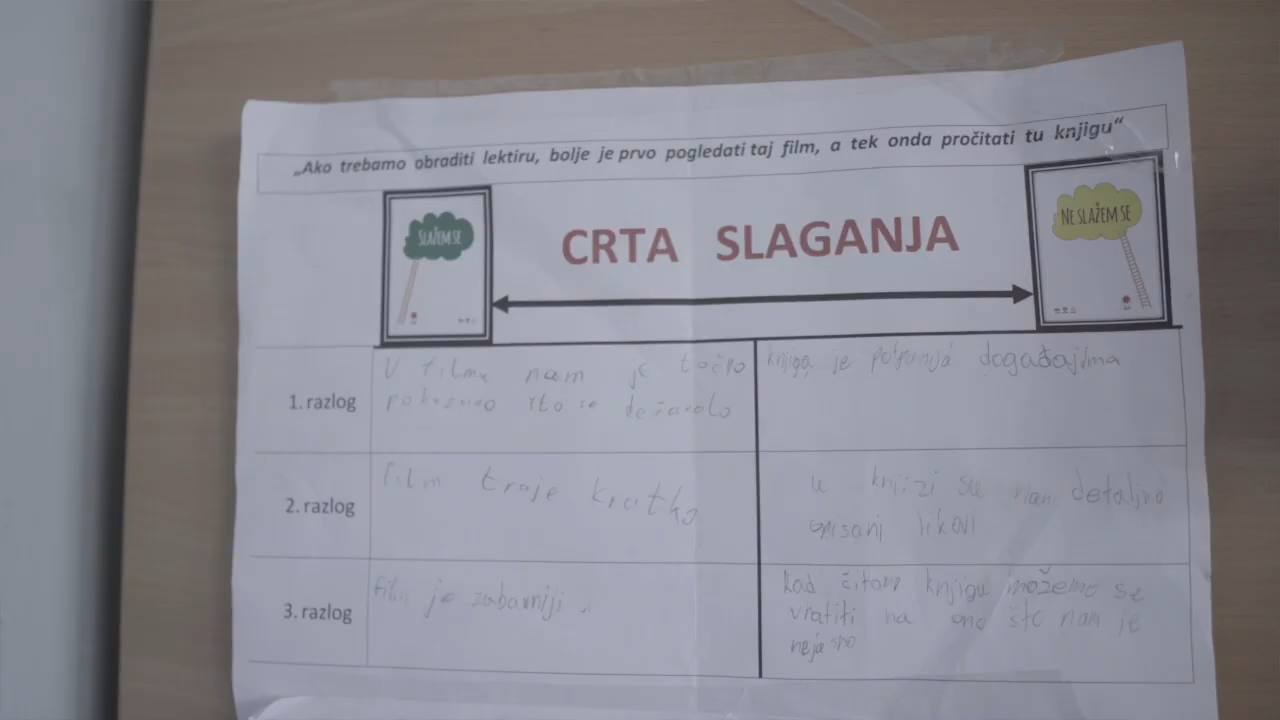 „Ako trebamo obraditi lektiru, bolje je prvo pogledati taj film, a tek onda pročitati tu knjigu“
SLAŽEM SE
CRTA SLAGANJA
NE SLAŽEM SE
1. razlog
U filmu nam je točno
pokazano što se dešavalo
knjiga je potpunija događajima
2. razlog
film traje kratko
u knjizi su nam detaljno
opisani likovi
3. razlog
film je zabavniji
kad čitamo knjigu možemo se
vratiti na ono što nam je
nejasno